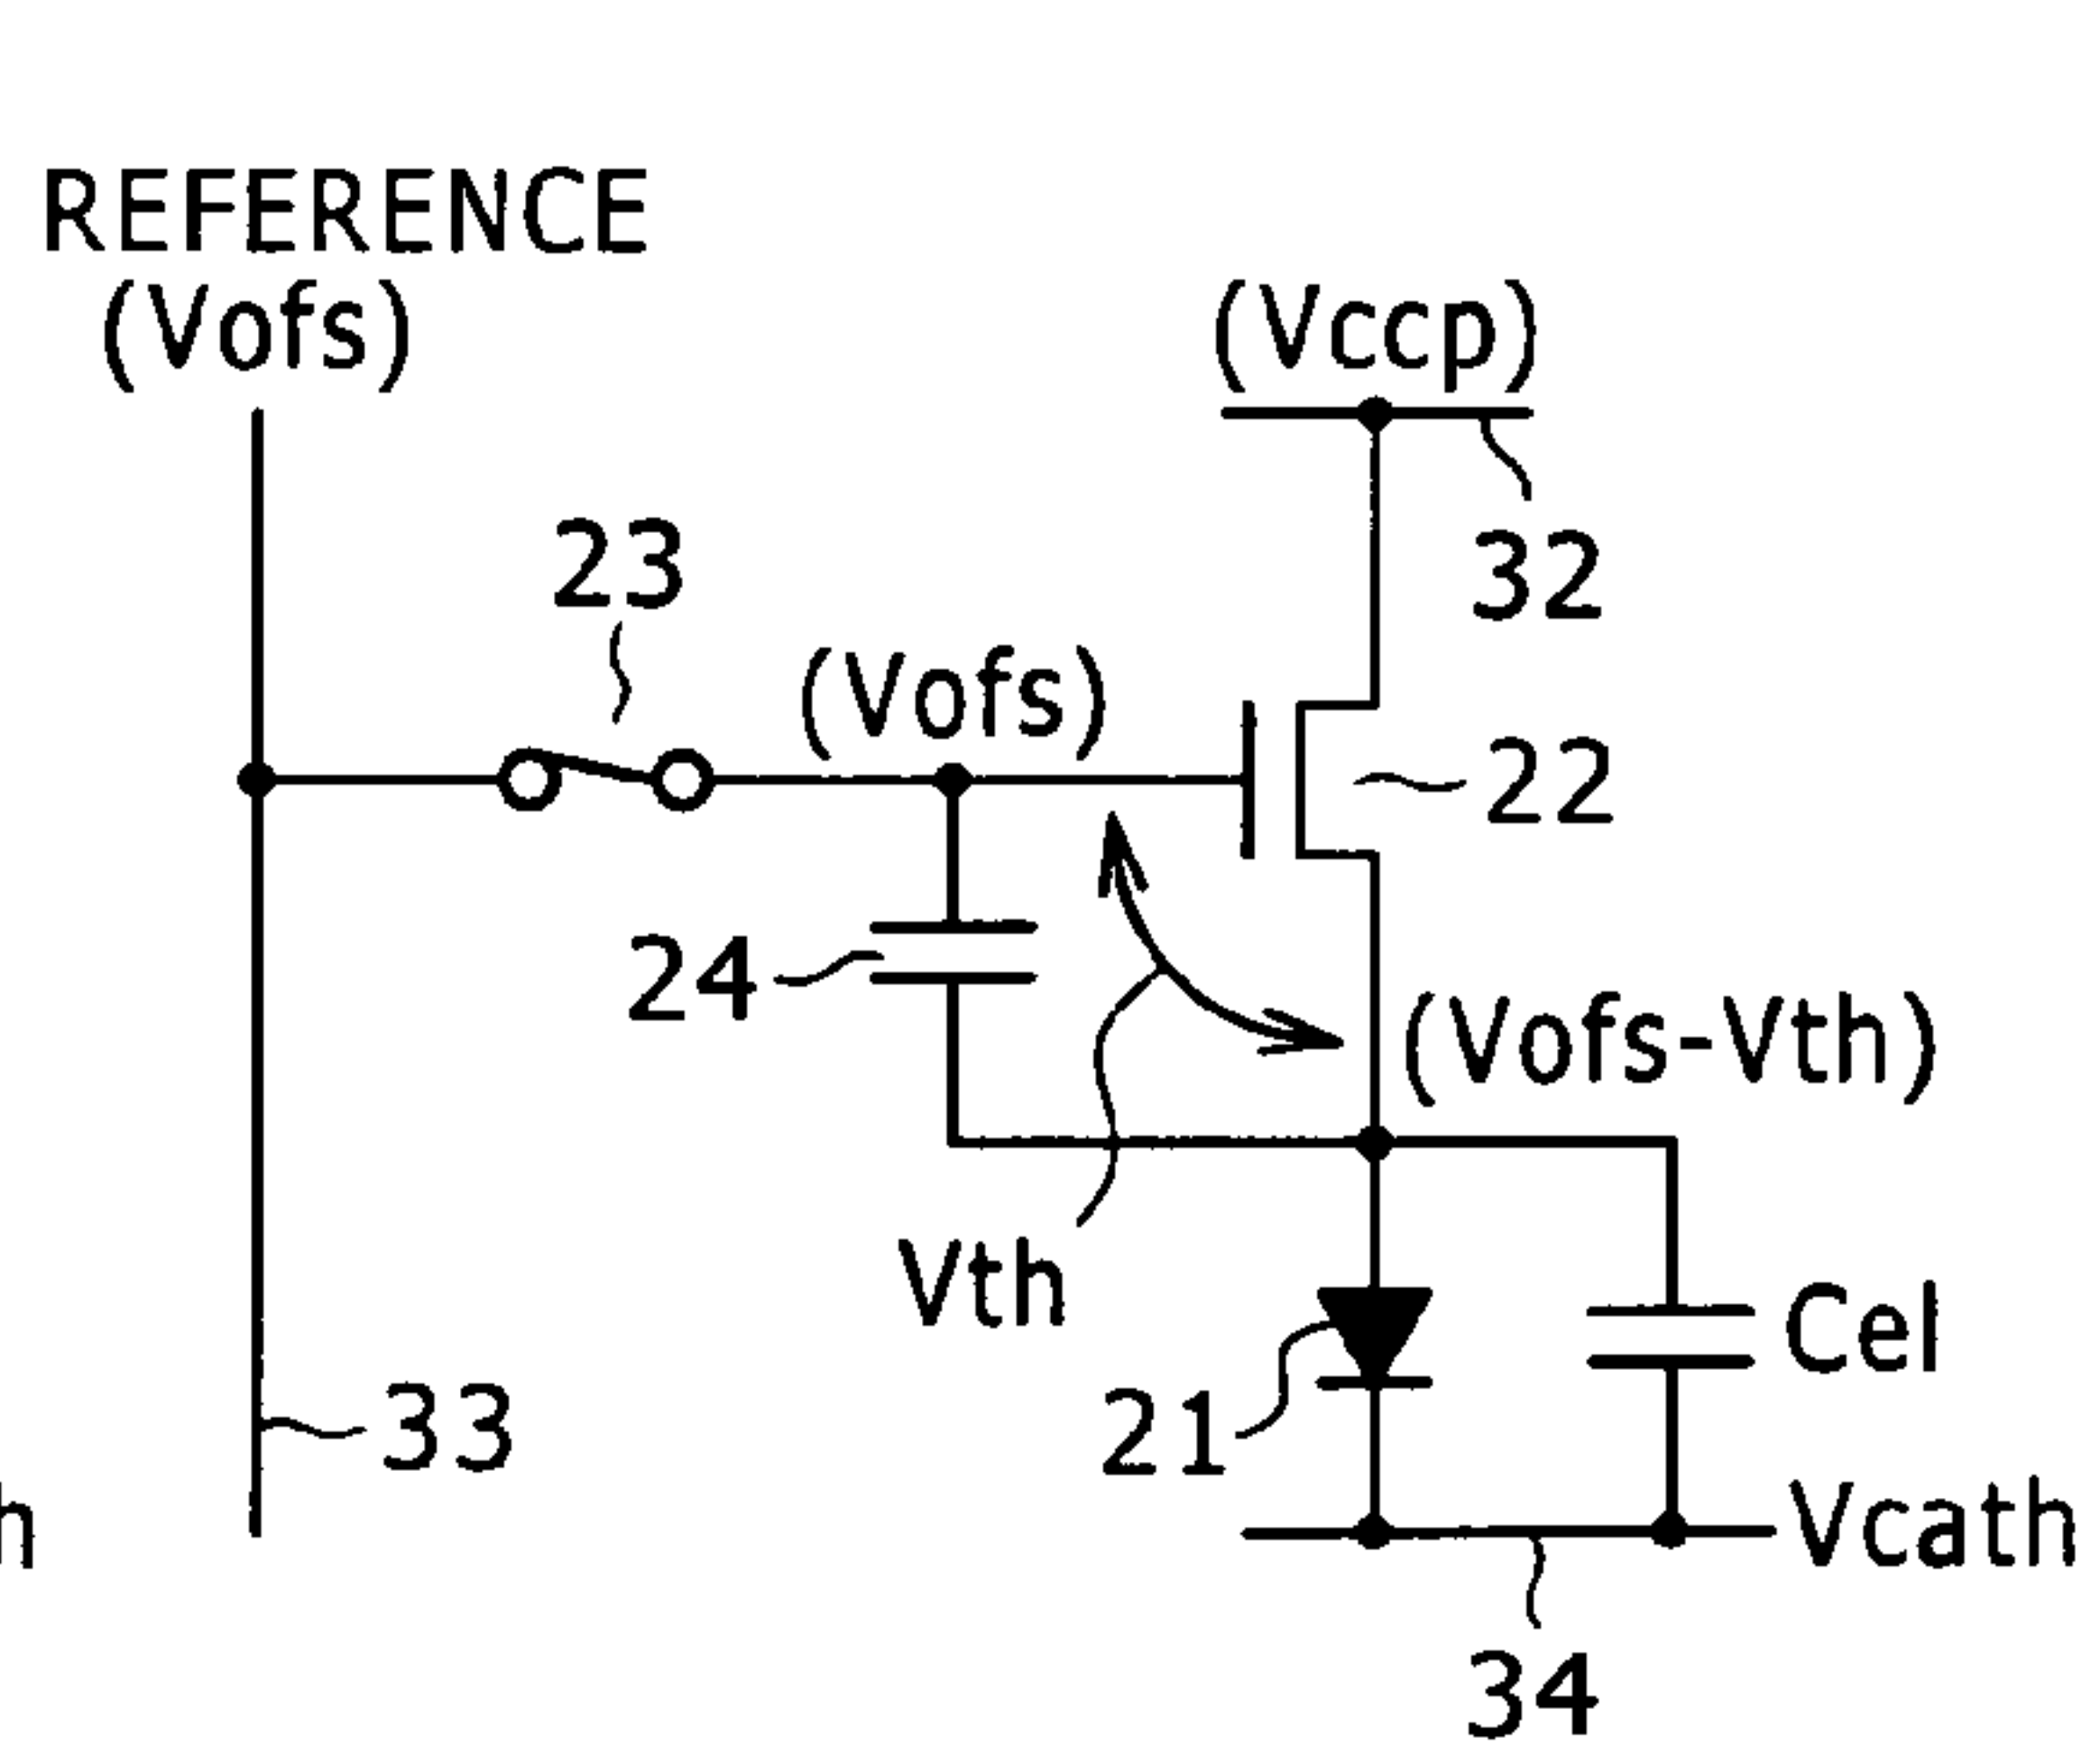 REFERENCE
(Vofs)
(Vccp)
32
23
(Vofs)
22
24
(Vofs-Vth)
Vth
Cel
21
33
h
Vcath
34